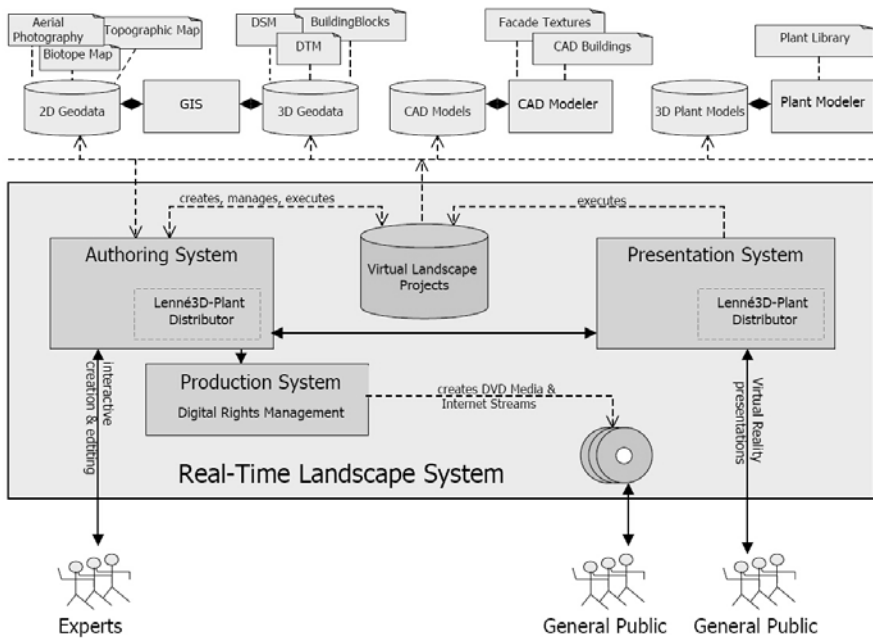 Aerial
Photography
Topographic Map
Biotope Map
DSM
BuildingBlocks
DTM
Facade Textures
CAD Buildings
Plant Library
2D Geodata
GIS
3D Geodata
CAD Models
CAD Modeler
3D Plant Models
Plant Modeler
creates, manages, executes
executes
Authoring System
Lenné3D-Plant
Distributor
Virtual Landscape
Projects
Presentation System
Lenné3D-Plant
Distributor
interactive
creation & edtiting
Production System
Digital Rights Management
creates DVD Media &
Internet Streams
Virtual Reality
presentations
Real-Time Landscape System
Experts
General Public
General Public